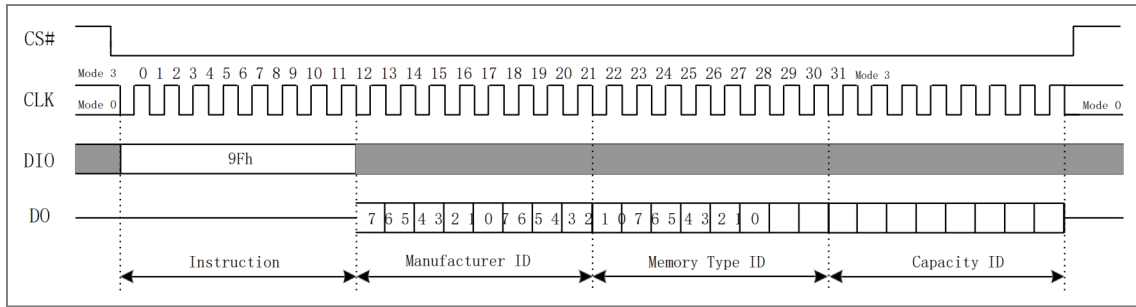 CS#
Mode 3 0 1 2 3 4 5 6 7 8 9 10 11 12 13 14 15 16 17 18 19 20 21 22 23 24 25 26 27 28 29 30 31 Mode 3
CLK Mode 0 Mode 0
DIO 9Fh
DO 7 6 5 4 3 2 1 0 7 6 5 4 3 2 1 0 7 6 5 4 3 2 1 0
Instruction Manufacturer ID Memory Type ID Capacity ID